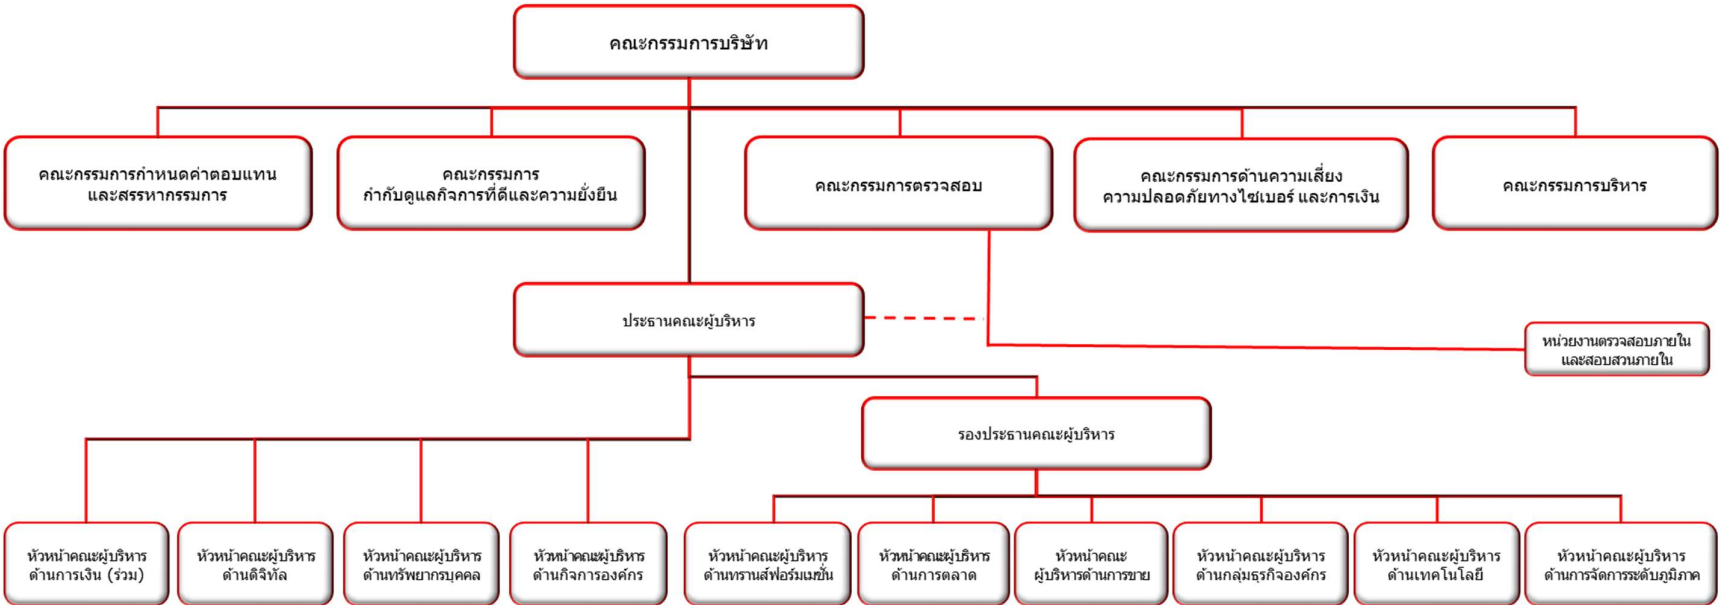 คณะกรรมการบริษัท
คณะกรรมการกำหนดค่าตอบแทน
และสรรหากรรมการ
คณะกรรมการ
กำกับดูแลกิจการที่ดีและความยั่งยืน
คณะกรรมการตรวจสอบ
คณะกรรมการด้านความเสี่ยง
ความปลอดภัยทางไซเบอร์ และการเงิน
คณะกรรมการบริหาร
ประธานคณะผู้บริหาร
หน่วยงานตรวจสอบภายใน
และสอบสวนภายใน
รองประธานคณะผู้บริหาร
หัวหน้าคณะผู้บริหาร
ด้านการเงิน (ร่วม)
หัวหน้าคณะผู้บริหาร
ด้านดิจิทัล
หัวหน้าคณะผู้บริหาร
ด้านทรัพยากรบุคคล
หัวหน้าคณะผู้บริหาร
ด้านกิจการองค์กร
หัวหน้าคณะผู้บริหาร
ด้านทรานส์ฟอร์มเมชั่น
หัวหน้าคณะผู้บริหาร
ด้านการตลาด
หัวหน้าคณะ
ผู้บริหารด้านการขาย
หัวหน้าคณะผู้บริหาร
ด้านกลุ่มธุรกิจองค์กร
หัวหน้าคณะผู้บริหาร
ด้านเทคโนโลยี
หัวหน้าคณะผู้บริหาร
ด้านการจัดการระดับภูมิภาค